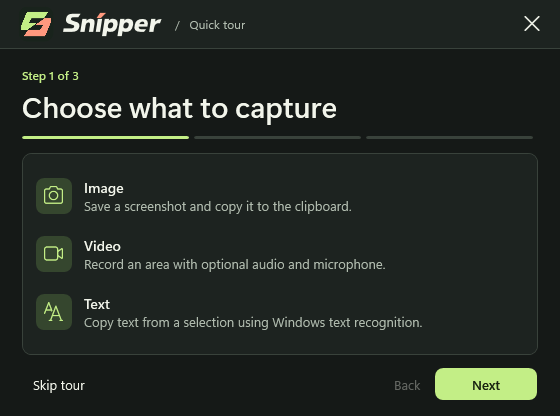 Snipper / Quick tour
Step 1 of 3
Choose what to capture
Image
Save a screenshot and copy it to the clipboard.
Video
Record an area with optional audio and microphone.
Text
Copy text from a selection using Windows text recognition.
Skip tour
Back
Next